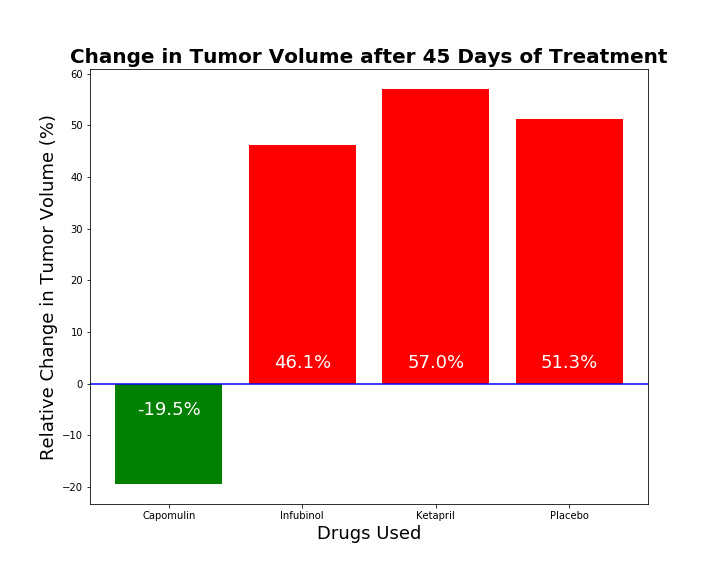 Change in Tumor Volume after 45 Days of Treatment
Relative Change in Tumor Volume (%)
60
50
40
30
20
10
0
−10
−20
46.1%
57.0%
51.3%
-19.5%
Capomulin
Infubinol
Ketapril
Placebo
Drugs Used